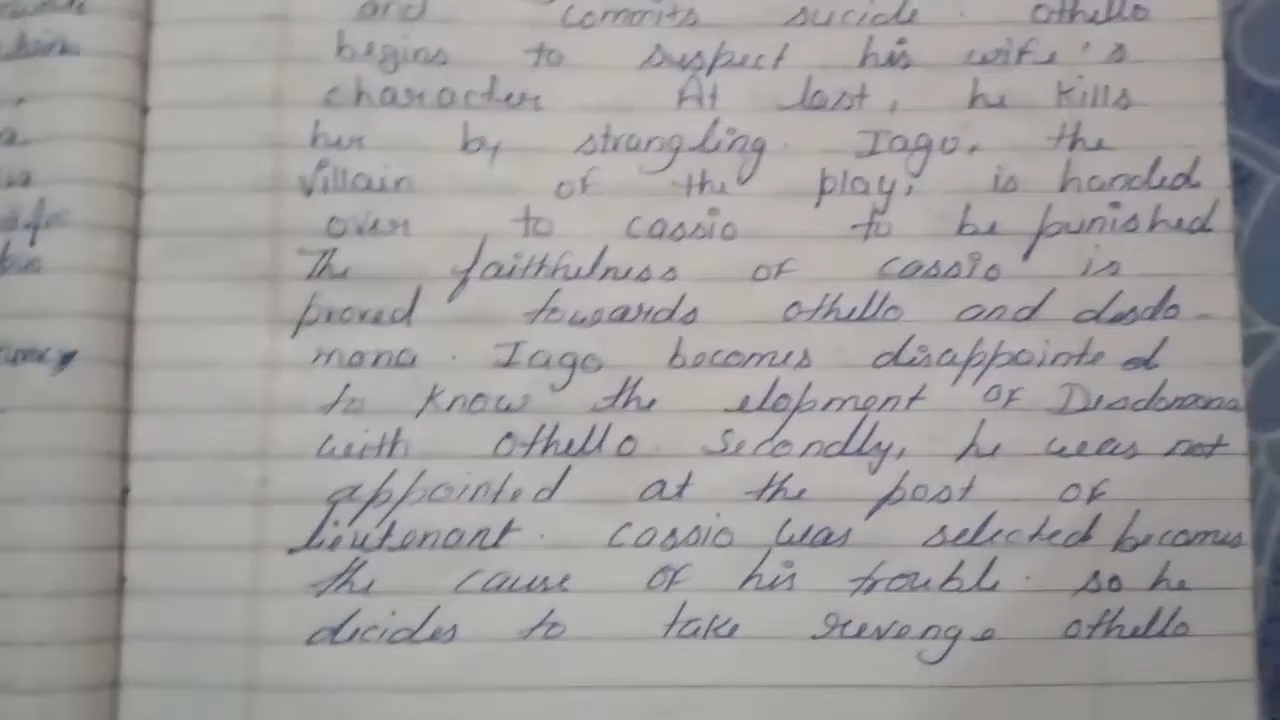 and commits sucide. Othello
begins to suspect his wife's
character At last, he kills
her by strangling. Iago, the
villain of the play, is handed
over to cassio to be punished
The faithfulness of cassio is
proved towards othello and desdo-
mona. Iago becomes disappointed
to know the elopment of Desdomona
with othello. Secondly, he was not
appointed at the post of
lieutenant. cassio was selected becomes
the cause of his trouble. so he
decides to take revenge othello